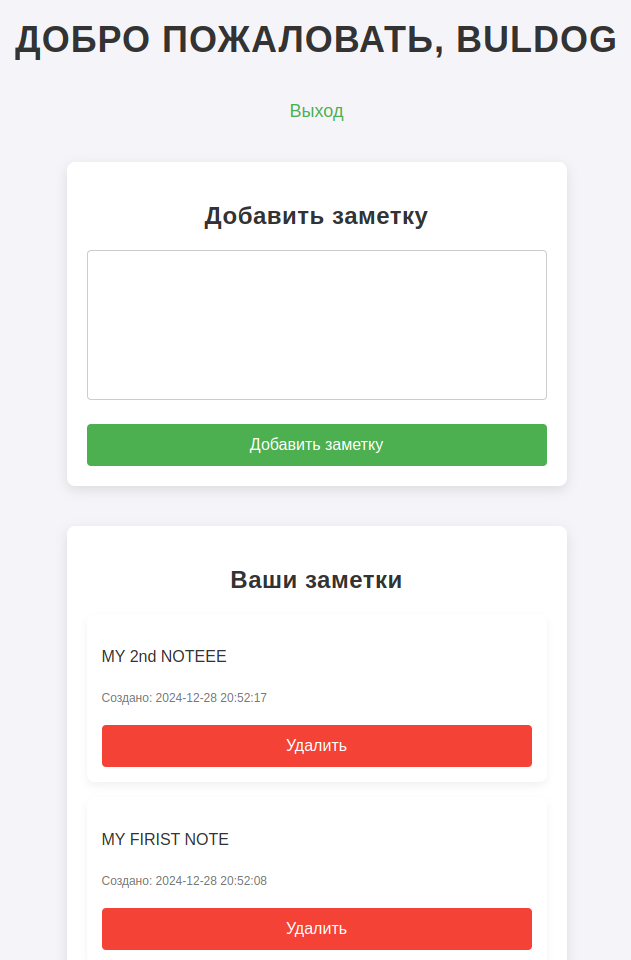 ДОБРО ПОЖАЛОВАТЬ, BULDOG
Выход
Добавить заметку
Добавить заметку
Ваши заметки
MY 2nd NOTEEE
Создано: 2024-12-28 20:52:17
Удалить
MY FIRIST NOTE
Создано: 2024-12-28 20:52:08
Удалить